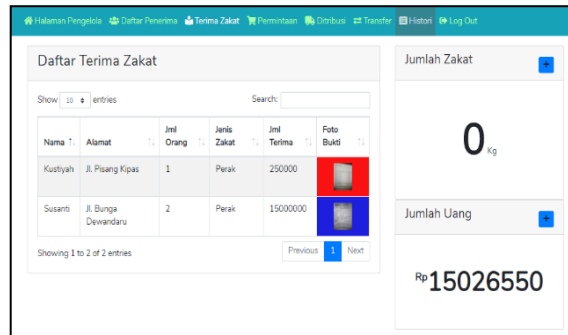 Halaman Pengelola Daftar Penerima Terima Zakat Permintaan Ditribusi Transfer Histori Log Out
Daftar Terima Zakat
Show 10 entries Search:
Nama Alamat Jml Orang Jenis Zakat Jml Terima Foto Bukti
Kustiyah Jl. Pisang Kipas 1 Perak 250000
Susanti Jl. Bunga Dewandaru 2 Perak 15000000
Showing 1 to 2 of 2 entries Previous 1 Next
Jumlah Zakat +
0 Kg
Jumlah Uang +
Rp15026550